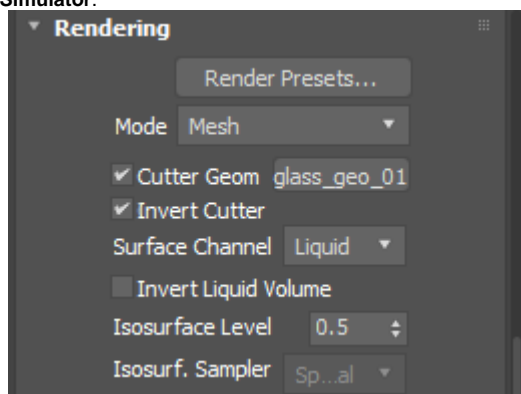 Simulator.
Rendering
Render Presets...
Mode Mesh
Cutter Geom glass_geo_01
Invert Cutter
Surface Channel Liquid
Invert Liquid Volume
Isosurface Level 0.5
Isosurf. Sampler Sp...al